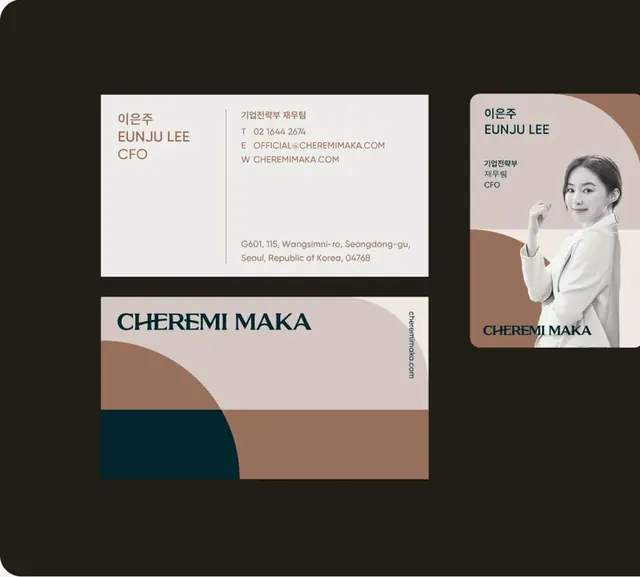 이은주
EUNJU LEE
CFO
기업전략부 재무팀
T 02 1644 2674
E OFFICIAL@CHEREMIMAKA.COM
W CHEREMIMAKA.COM
G601, 115, Wangsimni-ro, Seongdong-gu,
Seoul, Republic of Korea, 04768
CHEREMI MAKA
cheremimaka.com
이은주
EUNJU LEE
기업전략부
재무팀
CFO
CHEREMI MAKA